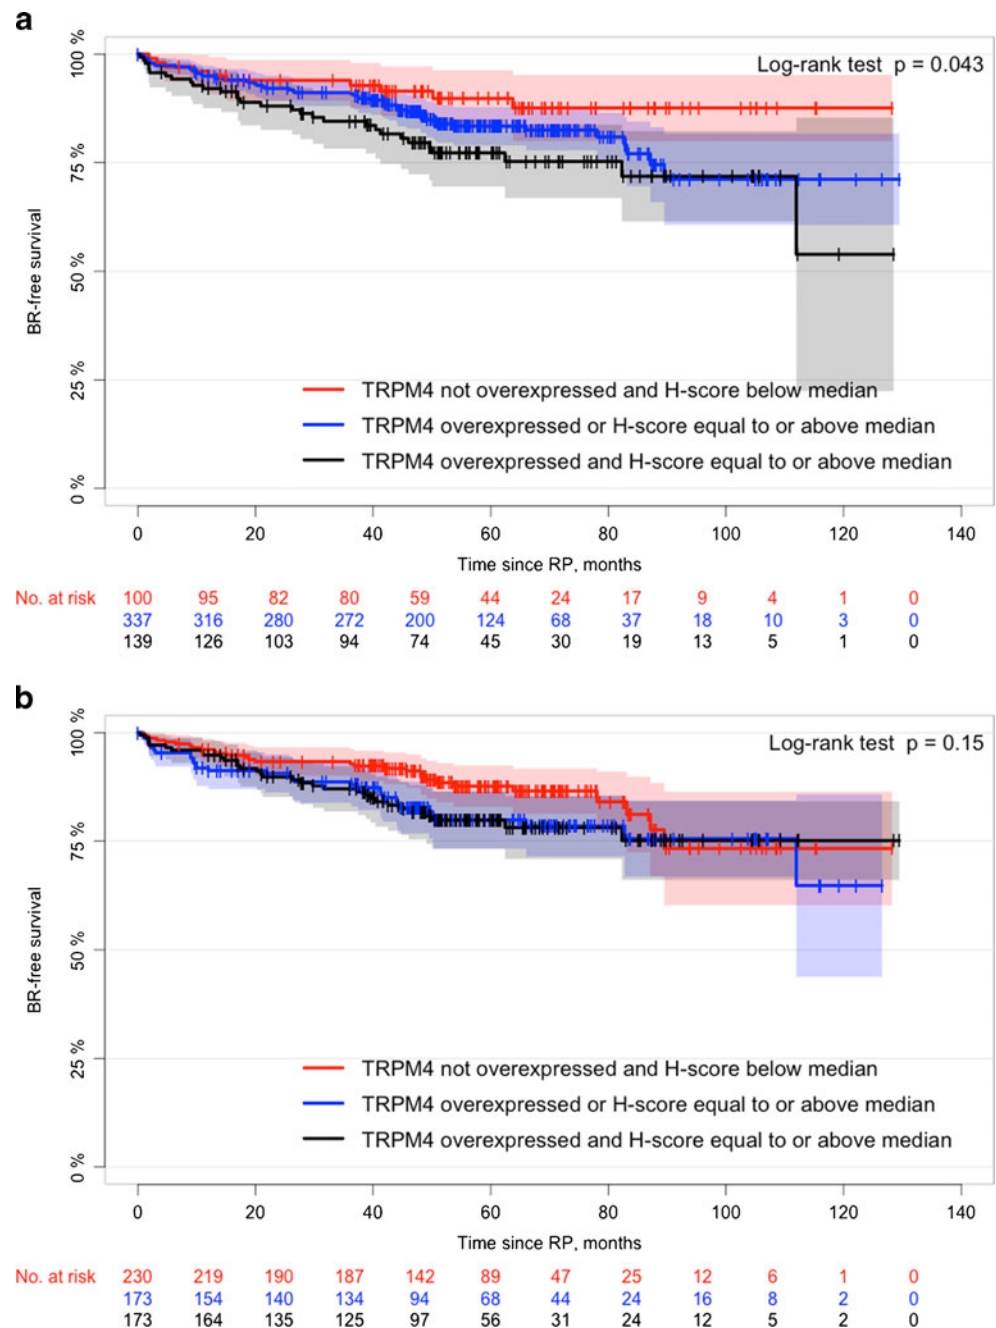 a
100 %
75 %
50 %
25 %
0 %
BR-free survival
Log-rank test p = 0.043
TRPM4 not overexpressed and H-score below median
TRPM4 overexpressed or H-score equal to or above median
TRPM4 overexpressed and H-score equal to or above median
0 20 40 60 80 100 120 140
Time since RP, months
No. at risk 100 95 82 80 59 44 24 17 9 4 1 0
337 316 280 272 200 124 68 37 18 10 3 0
139 126 103 94 74 45 30 19 13 5 1 0
b
100 %
75 %
50 %
25 %
0 %
BR-free survival
Log-rank test p = 0.15
TRPM4 not overexpressed and H-score below median
TRPM4 overexpressed or H-score equal to or above median
TRPM4 overexpressed and H-score equal to or above median
0 20 40 60 80 100 120 140
Time since RP, months
No. at risk 230 219 190 187 142 89 47 25 12 6 1 0
173 154 140 134 94 68 44 24 16 8 2 0
173 164 135 125 97 56 31 24 12 5 2 0